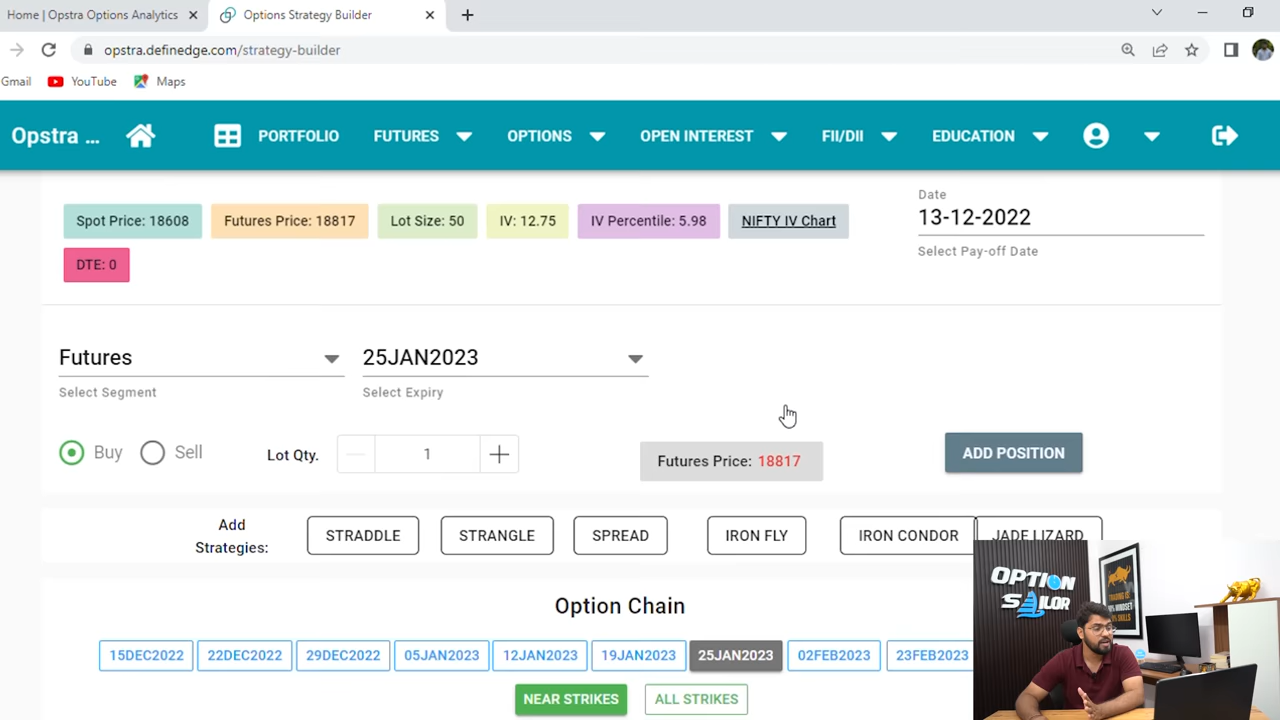 Home | Opstra Options Analytics
Options Strategy Builder
opstra.definedge.com/strategy-builder
Gmail YouTube Maps
Opstra ... PORTFOLIO FUTURES OPTIONS OPEN INTEREST FII/DII EDUCATION
Spot Price: 18608 Futures Price: 18817 Lot Size: 50 IV: 12.75 IV Percentile: 5.98 NIFTY IV Chart
DTE: 0
Date
13-12-2022
Select Pay-off Date
Futures 25JAN2023
Select Segment Select Expiry
Buy Sell Lot Qty. 1 Futures Price: 18817 ADD POSITION
Add
Strategies:
STRADDLE STRANGLE SPREAD IRON FLY IRON CONDOR JADE LIZARD
Option Chain
15DEC2022 22DEC2022 29DEC2022 05JAN2023 12JAN2023 19JAN2023 25JAN2023 02FEB2023 23FEB2023
NEAR STRIKES ALL STRIKES
OPTION
SAILOR